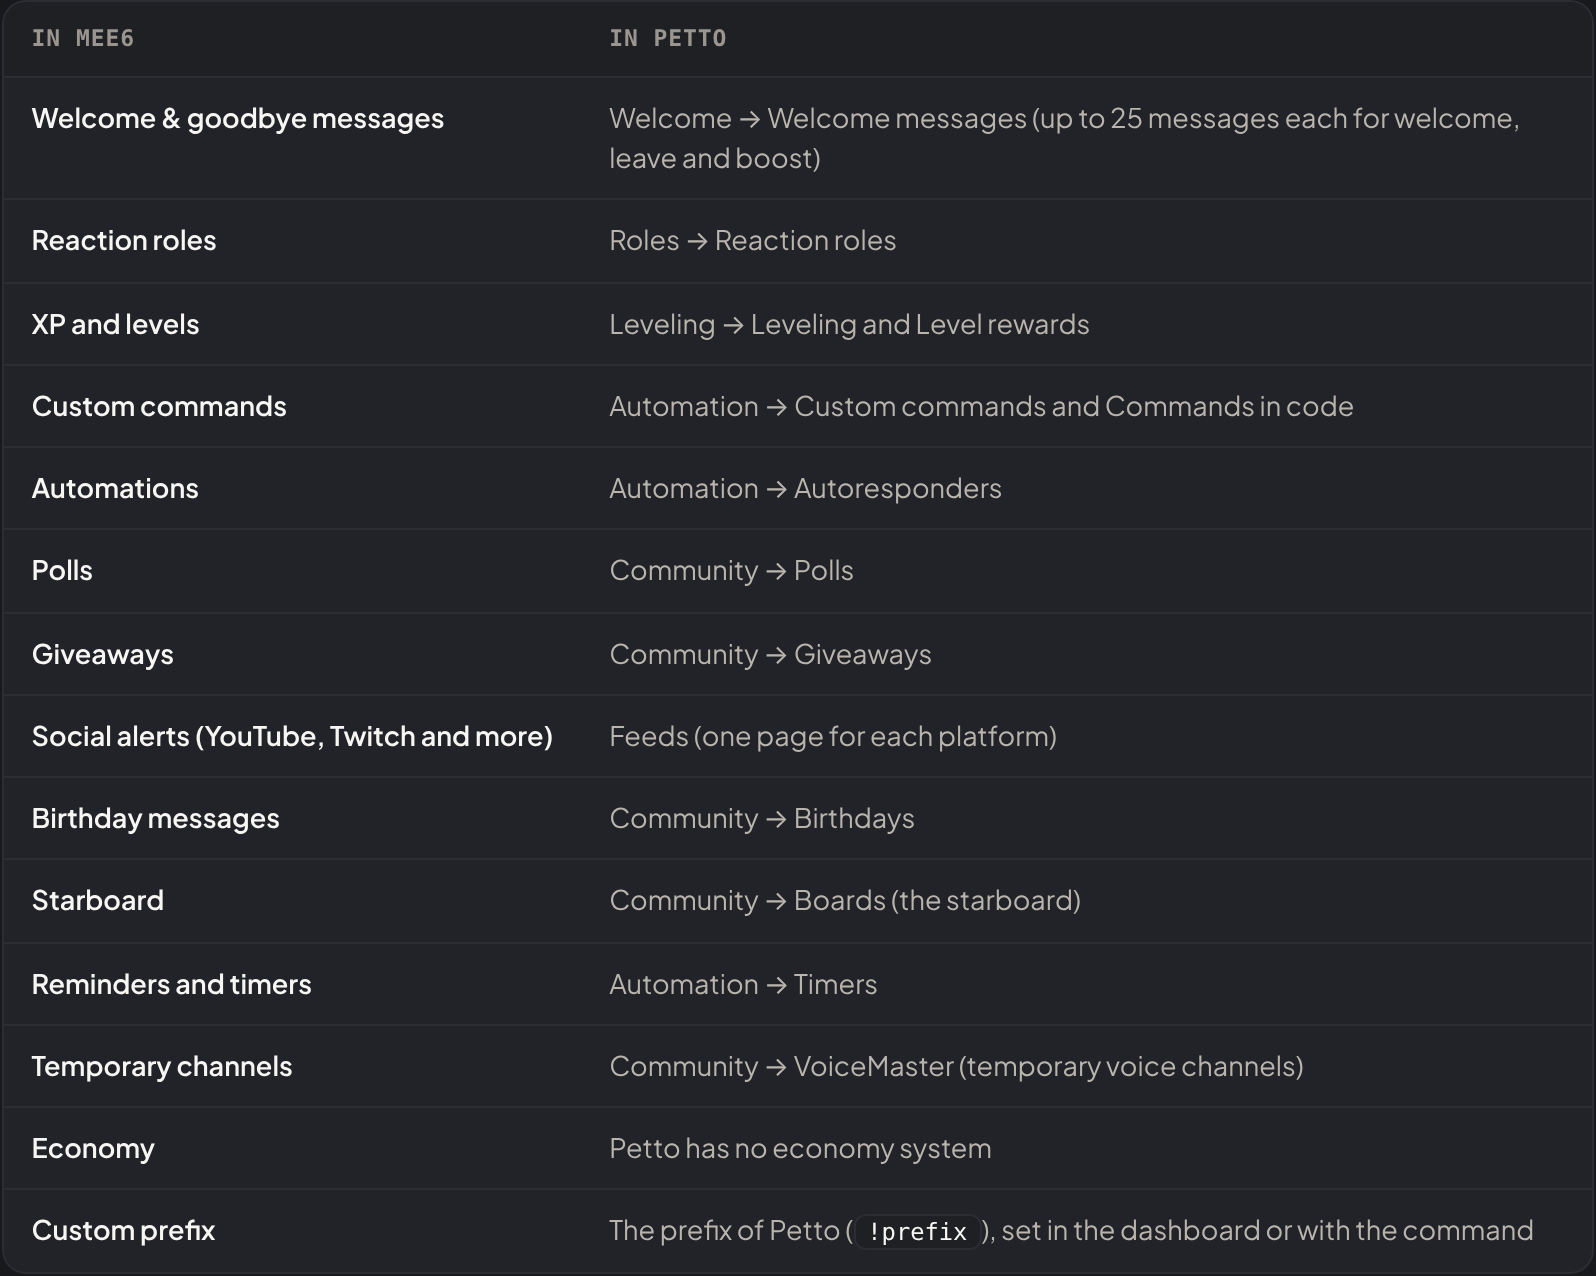 IN MEE6 IN PETTO
Welcome & goodbye messages Welcome → Welcome messages (up to 25 messages each for welcome,
leave and boost)
Reaction roles Roles → Reaction roles
XP and levels Leveling → Leveling and Level rewards
Custom commands Automation → Custom commands and Commands in code
Automations Automation → Autoresponders
Polls Community → Polls
Giveaways Community → Giveaways
Social alerts (YouTube, Twitch and more) Feeds (one page for each platform)
Birthday messages Community → Birthdays
Starboard Community → Boards (the starboard)
Reminders and timers Automation → Timers
Temporary channels Community → VoiceMaster (temporary voice channels)
Economy Petto has no economy system
Custom prefix The prefix of Petto ( !prefix ), set in the dashboard or with the command